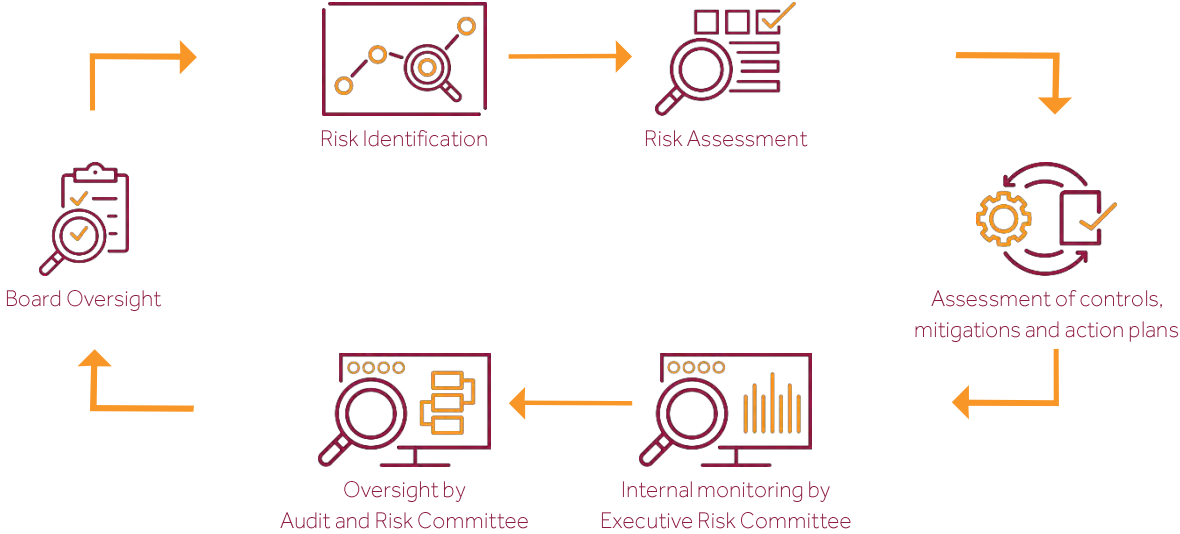 Risk Identification
Risk Assessment
Board Oversight
Assessment of controls,
mitigations and action plans
Oversight by
Audit and Risk Committee
Internal monitoring by
Executive Risk Committee